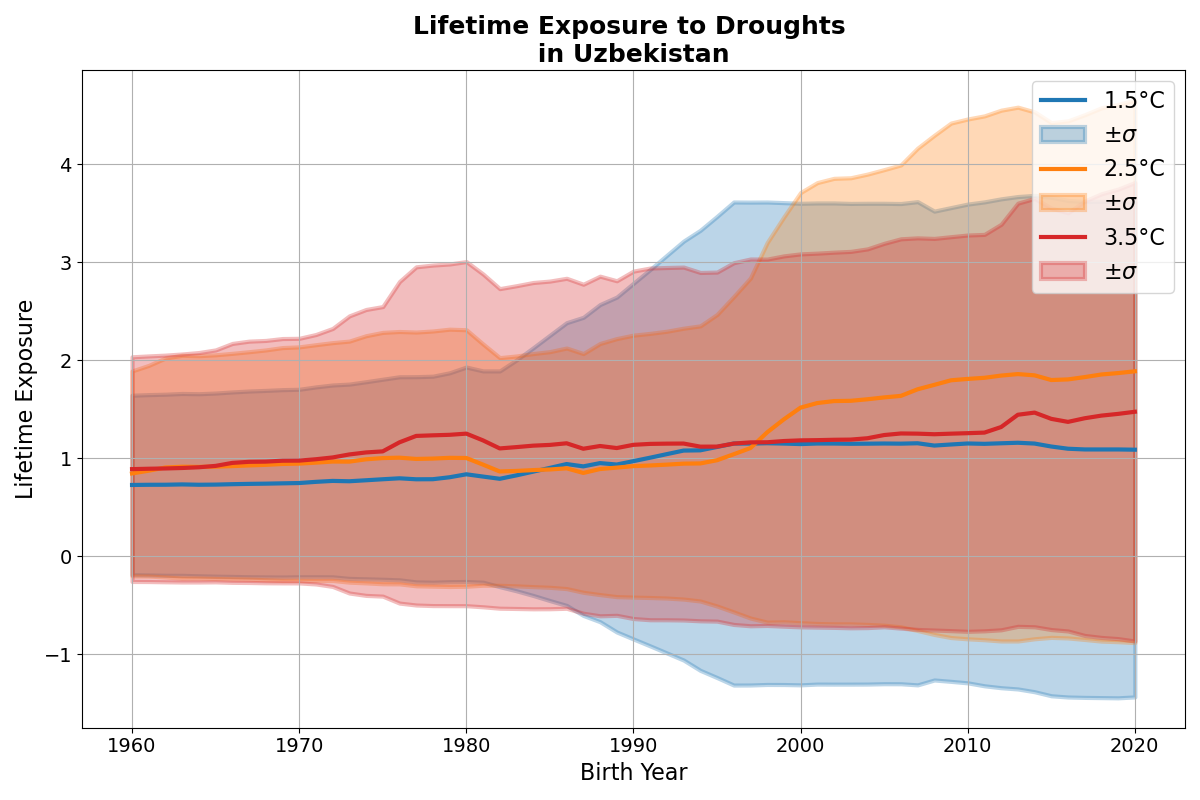 Lifetime Exposure to Droughts
in Uzbekistan
1.5°C
±σ
2.5°C
±σ
3.5°C
±σ
Lifetime Exposure
4
3
2
1
0
−1
1960
1970
1980
1990
2000
2010
2020
Birth Year